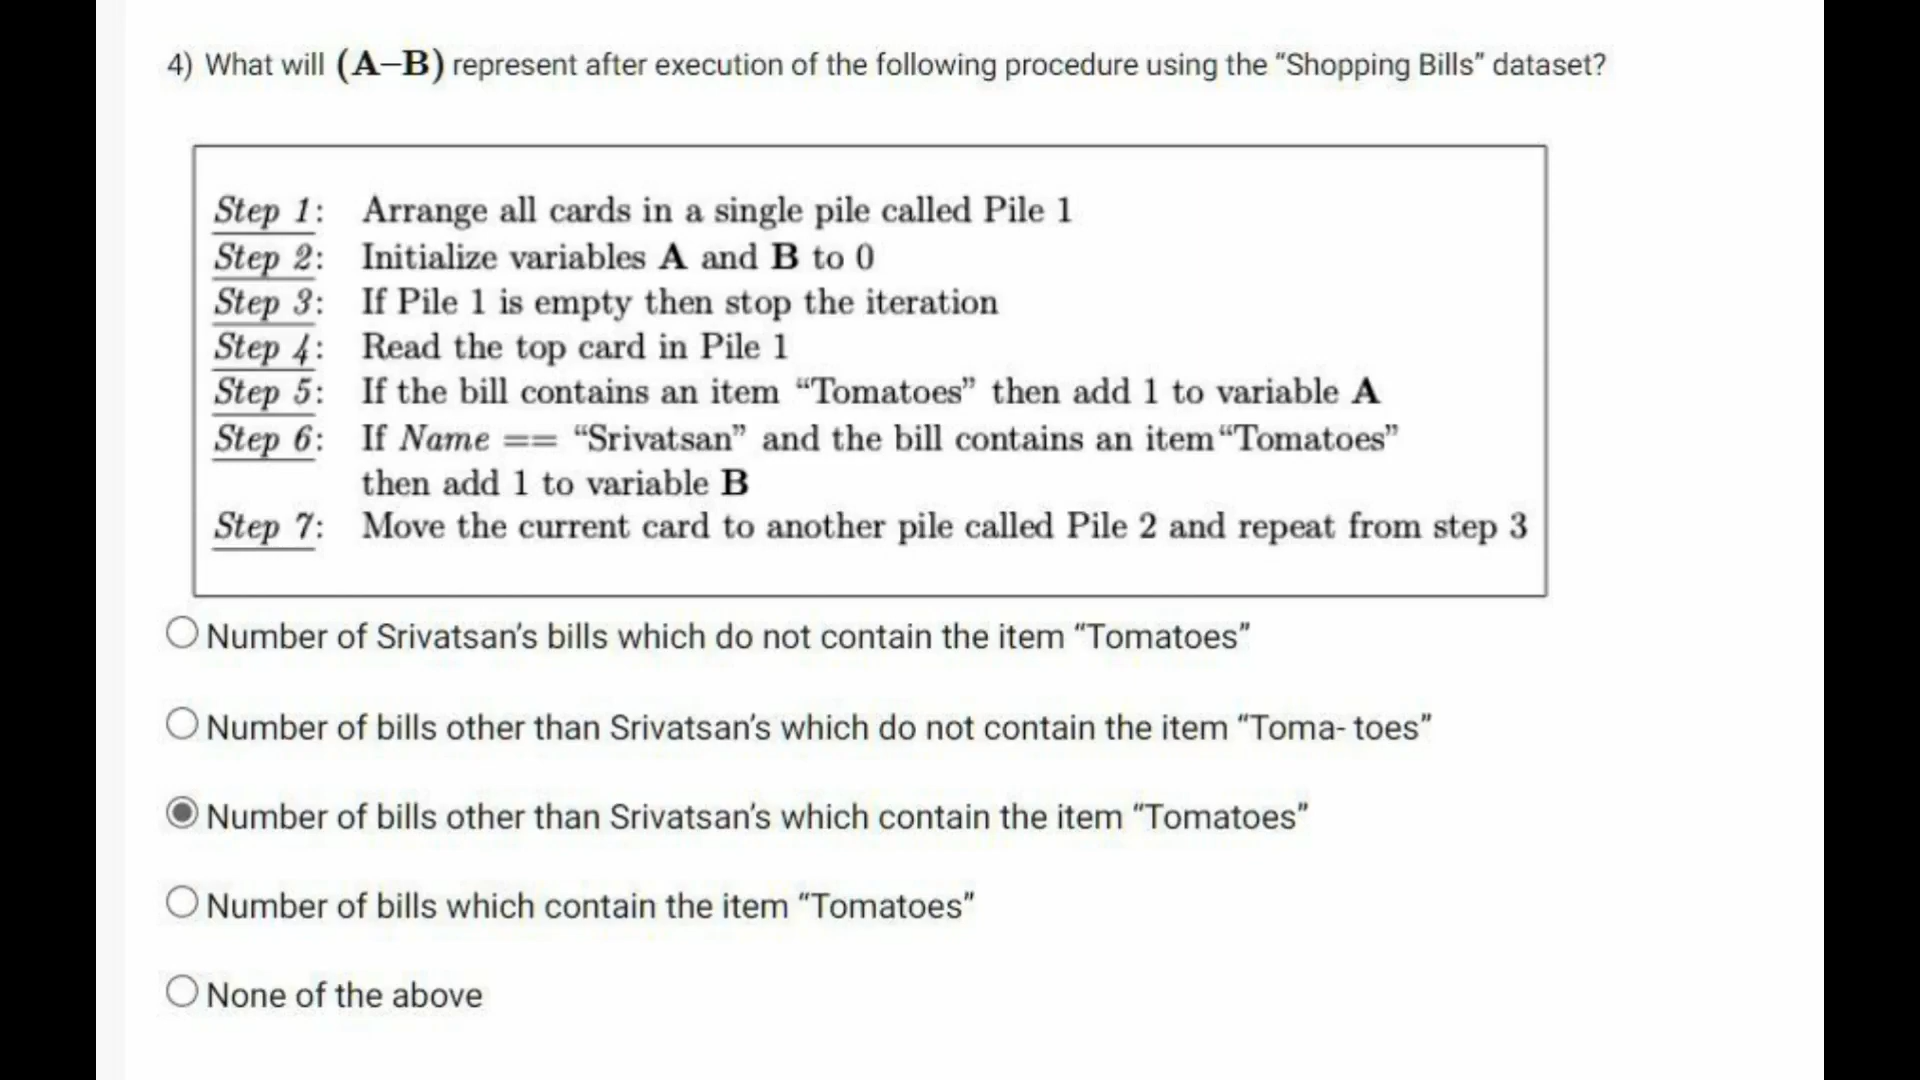 4) What will (A–B) represent after execution of the following procedure using the “Shopping Bills” dataset?
Step 1: Arrange all cards in a single pile called Pile 1
Step 2: Initialize variables A and B to 0
Step 3: If Pile 1 is empty then stop the iteration
Step 4: Read the top card in Pile 1
Step 5: If the bill contains an item “Tomatoes” then add 1 to variable A
Step 6: If Name == “Srivatsan” and the bill contains an item“Tomatoes”
then add 1 to variable B
Step 7: Move the current card to another pile called Pile 2 and repeat from step 3
Number of Srivatsan’s bills which do not contain the item “Tomatoes”
Number of bills other than Srivatsan’s which do not contain the item “Toma- toes”
Number of bills other than Srivatsan’s which contain the item “Tomatoes”
Number of bills which contain the item “Tomatoes”
None of the above